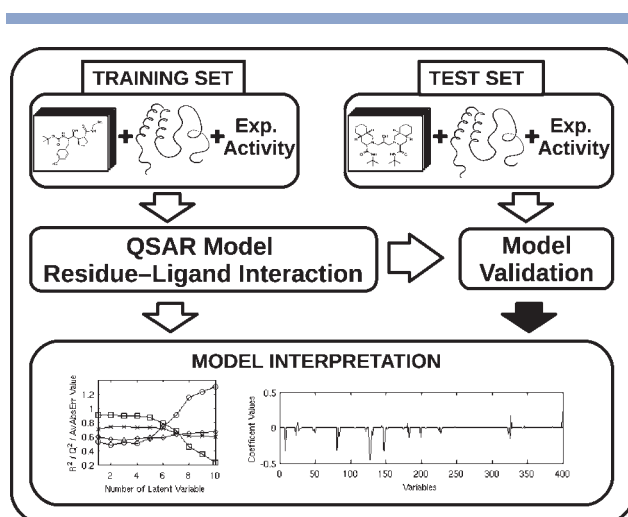 TRAINING SET
TEST SET
+ + Exp. Activity
+ + Exp. Activity
QSAR Model
Residue–Ligand Interaction
Model
Validation
MODEL INTERPRETATION
R² / Q² / AvAbsErr Value
1.2
1
0.8
0.6
0.4
0.2
0 2 4 6 8 10
Number of Latent Variable
Coefficent Values
0.5
0
-0.5
0 50 100 150 200 250 300 350 400
Variables